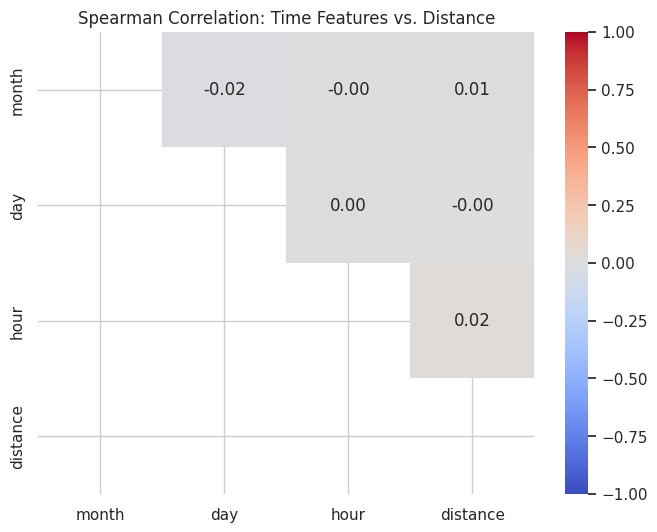 Spearman Correlation: Time Features vs. Distance
month
-0.02
-0.00
0.01
day
0.00
-0.00
hour
0.02
distance
month
day
hour
distance
1.00
0.75
0.50
0.25
0.00
−0.25
−0.50
−0.75
−1.00